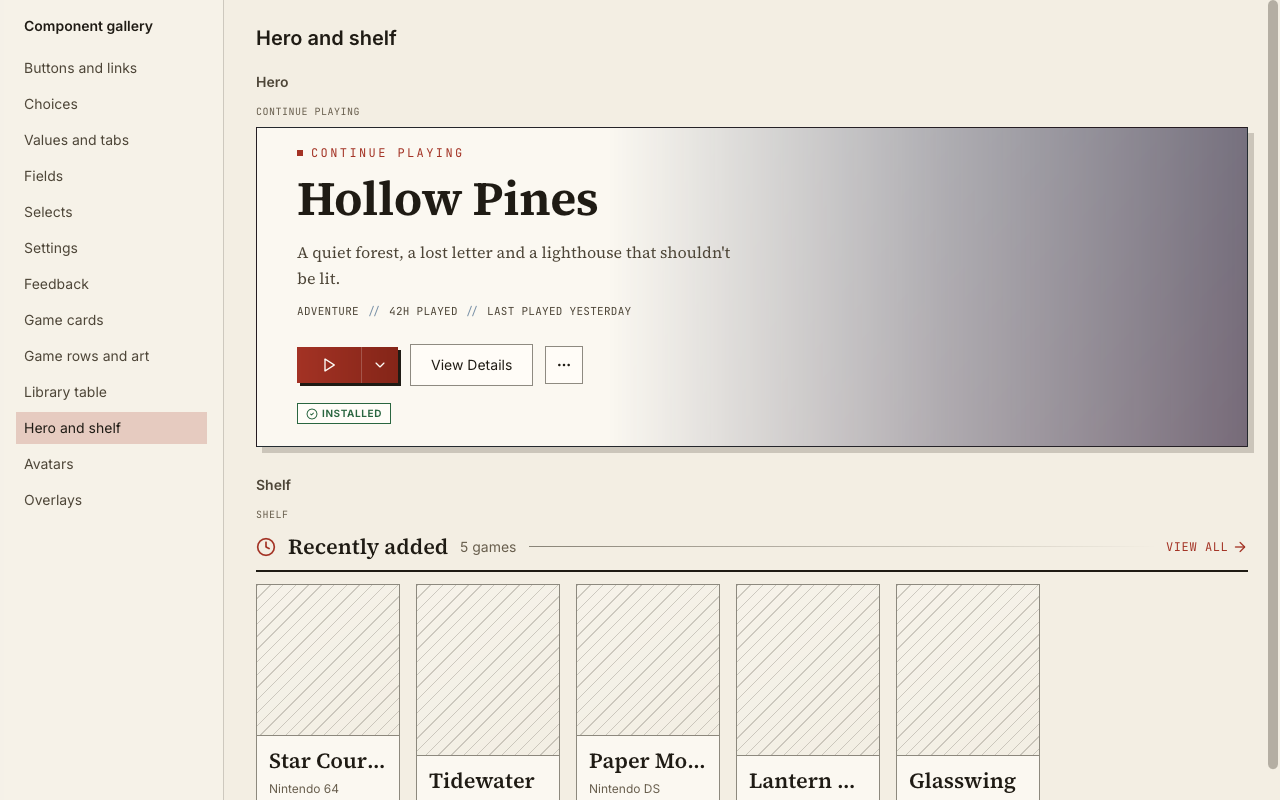 Component gallery
Buttons and links
Choices
Values and tabs
Fields
Selects
Settings
Feedback
Game cards
Game rows and art
Library table
Hero and shelf
Avatars
Overlays
Hero and shelf
Hero
CONTINUE PLAYING
CONTINUE PLAYING
Hollow Pines
A quiet forest, a lost letter and a lighthouse that shouldn't
be lit.
ADVENTURE // 42H PLAYED // LAST PLAYED YESTERDAY
View Details
INSTALLED
Shelf
SHELF
Recently added 5 games VIEW ALL
Star Cour...
Nintendo 64
Tidewater
Paper Mo...
Nintendo DS
Lantern ...
Glasswing